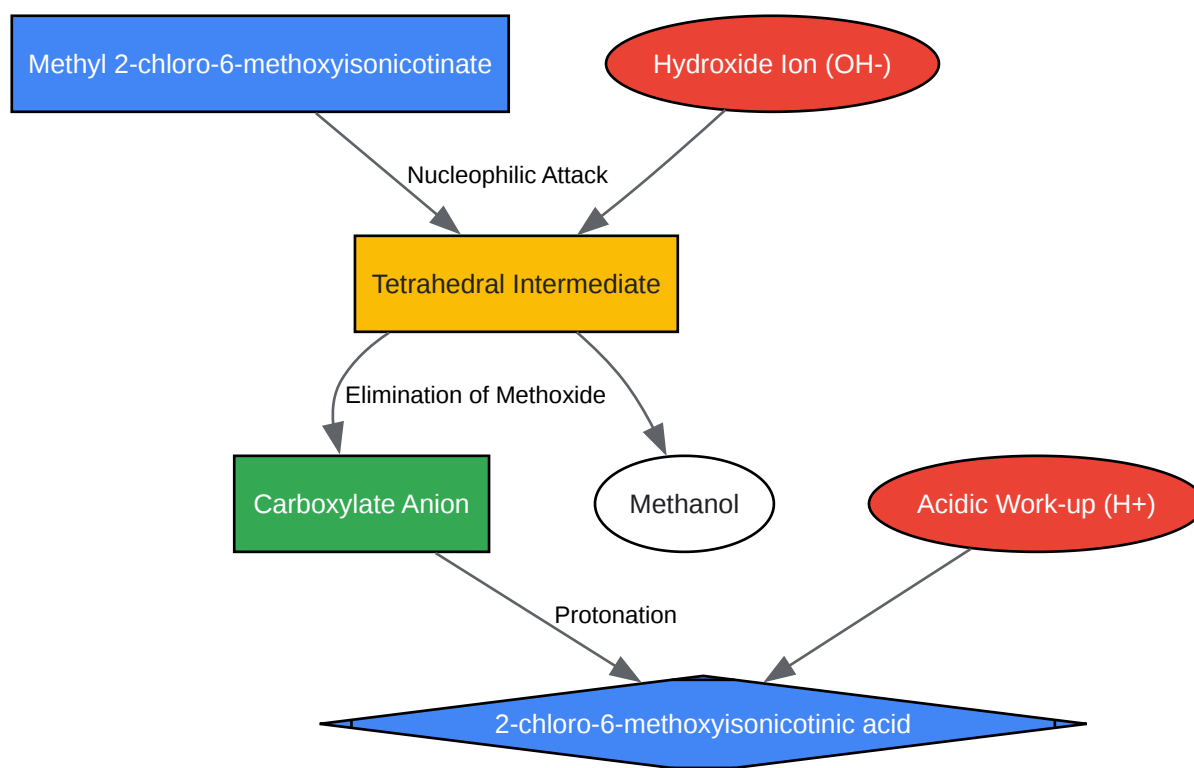 Methyl 2-chloro-6-methoxyisonicotinate
Hydroxide Ion (OH-)
Nucleophilic Attack
Tetrahedral Intermediate
Elimination of Methoxide
Carboxylate Anion
Methanol
Acidic Work-up (H+)
Protonation
2-chloro-6-methoxyisonicotinic acid